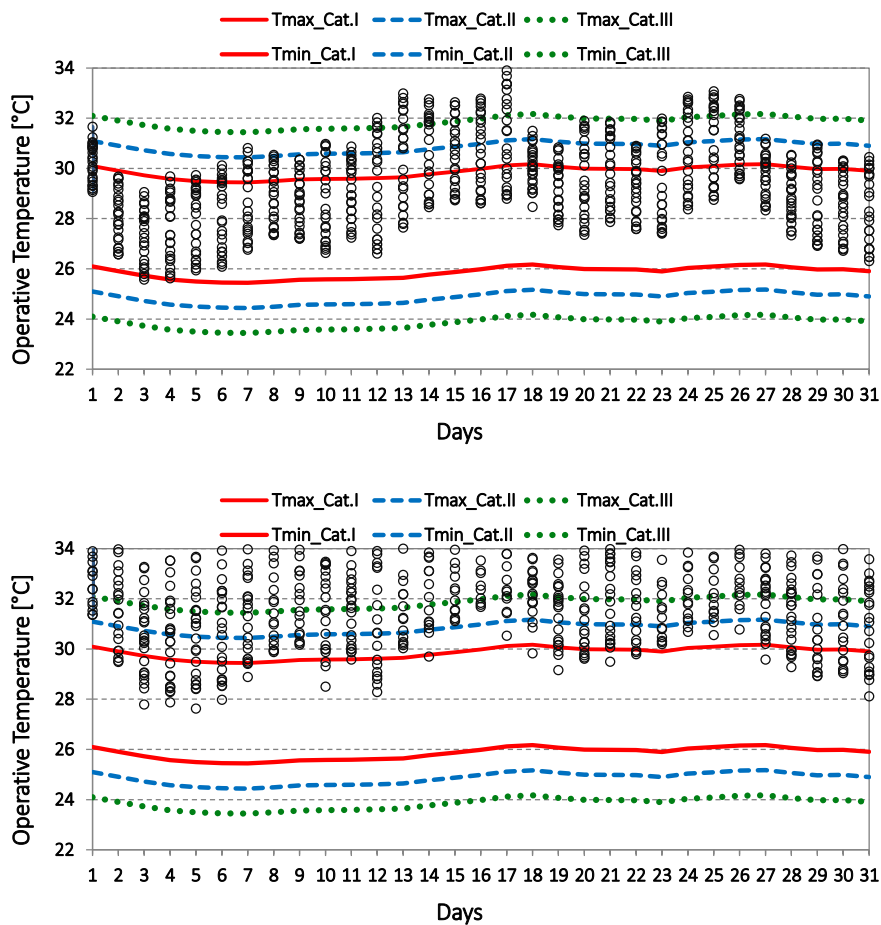 Tmax_Cat.I Tmax_Cat.II Tmax_Cat.III
Tmin_Cat.I Tmin_Cat.II Tmin_Cat.III
Operative Temperature [°C]
34
32
30
28
26
24
22
1 2 3 4 5 6 7 8 9 10 11 12 13 14 15 16 17 18 19 20 21 22 23 24 25 26 27 28 29 30 31
Days
Tmax_Cat.I Tmax_Cat.II Tmax_Cat.III
Tmin_Cat.I Tmin_Cat.II Tmin_Cat.III
Operative Temperature [°C]
34
32
30
28
26
24
22
1 2 3 4 5 6 7 8 9 10 11 12 13 14 15 16 17 18 19 20 21 22 23 24 25 26 27 28 29 30 31
Days